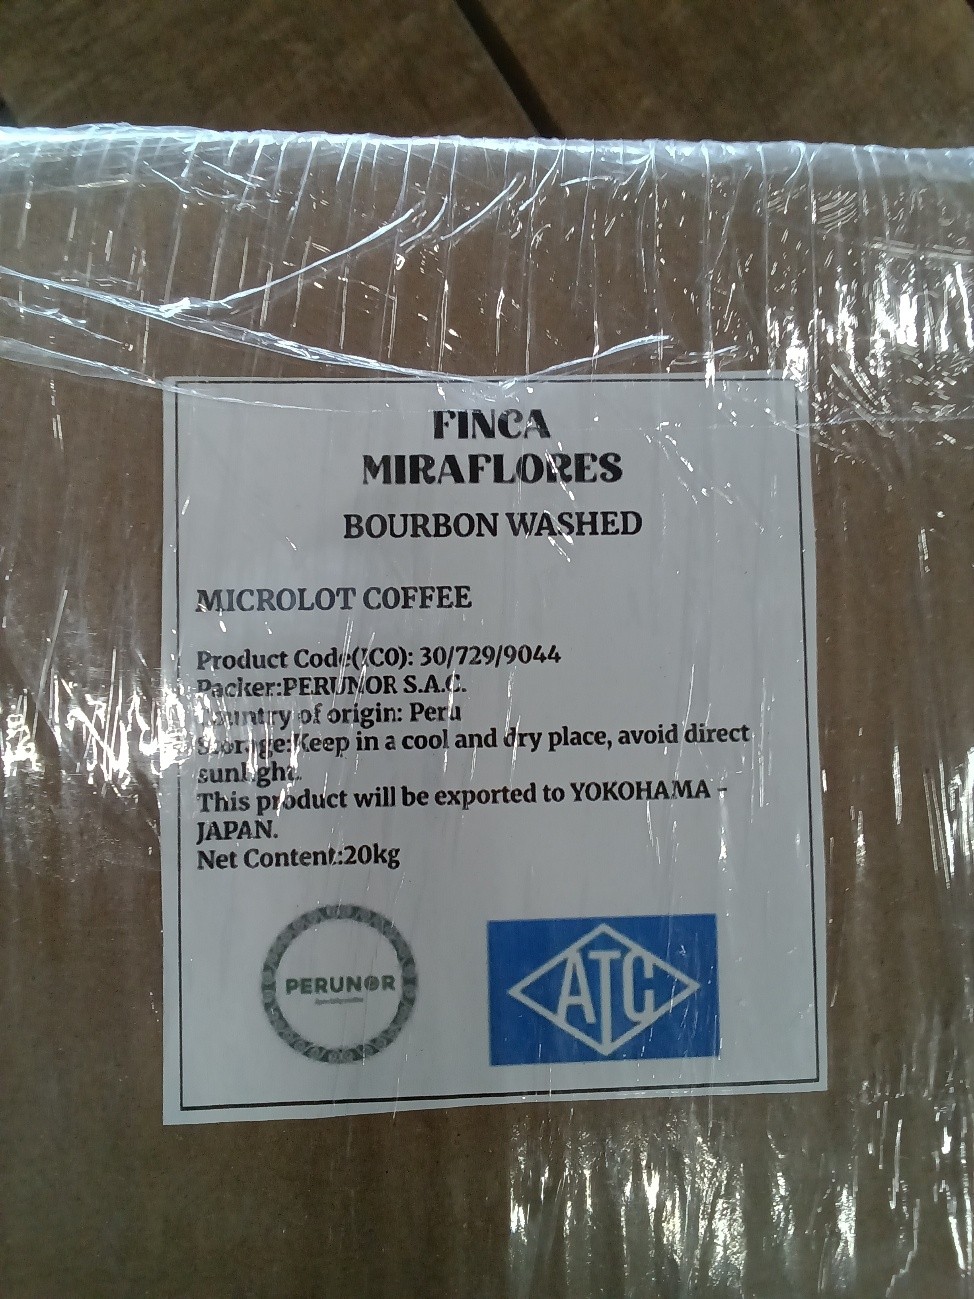 FINCA
MIRAFLORES
BOURBON WASHED
MICROLOT COFFEE
Product Code(ICO): 30/729/9044
Packer:PERUNOR S.A.C.
Country of origin: Peru
Storage:Keep in a cool and dry place, avoid direct
sunlight.
This product will be exported to YOKOHAMA -
JAPAN.
Net Content:20kg
PERUNOR
ATC